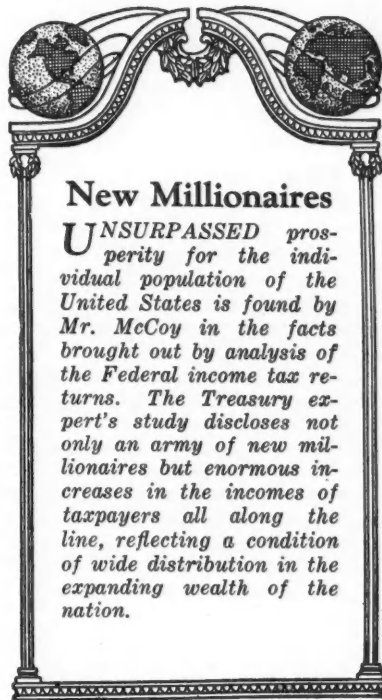 New Millionaires
UNSURPASSED pros-
perity for the indi-
vidual population of the
United States is found by
Mr. McCoy in the facts
brought out by analysis of
the Federal income tax re-
turns. The Treasury ex-
pert's study discloses not
only an army of new mil-
lionaires but enormous in-
creases in the incomes of
taxpayers all along the
line, reflecting a condition
of wide distribution in the
expanding wealth of the
nation.